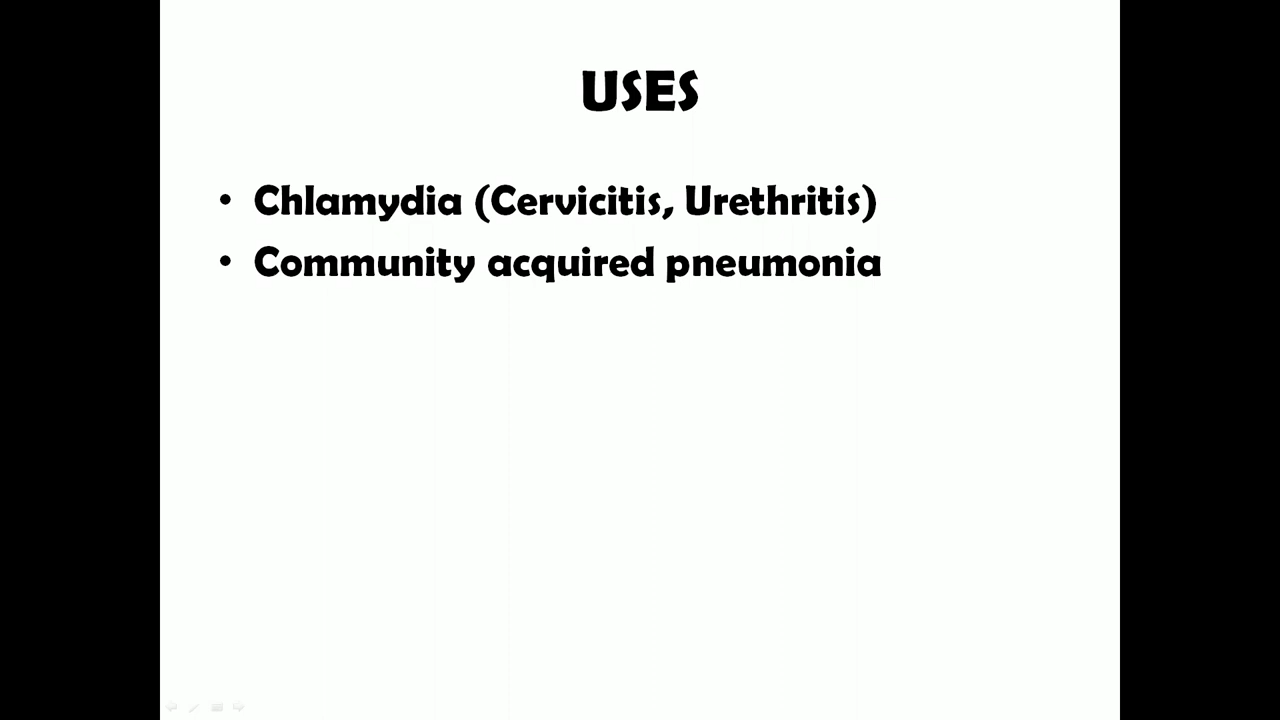 USES
• Chlamydia (Cervicitis, Urethritis)
• Community acquired pneumonia